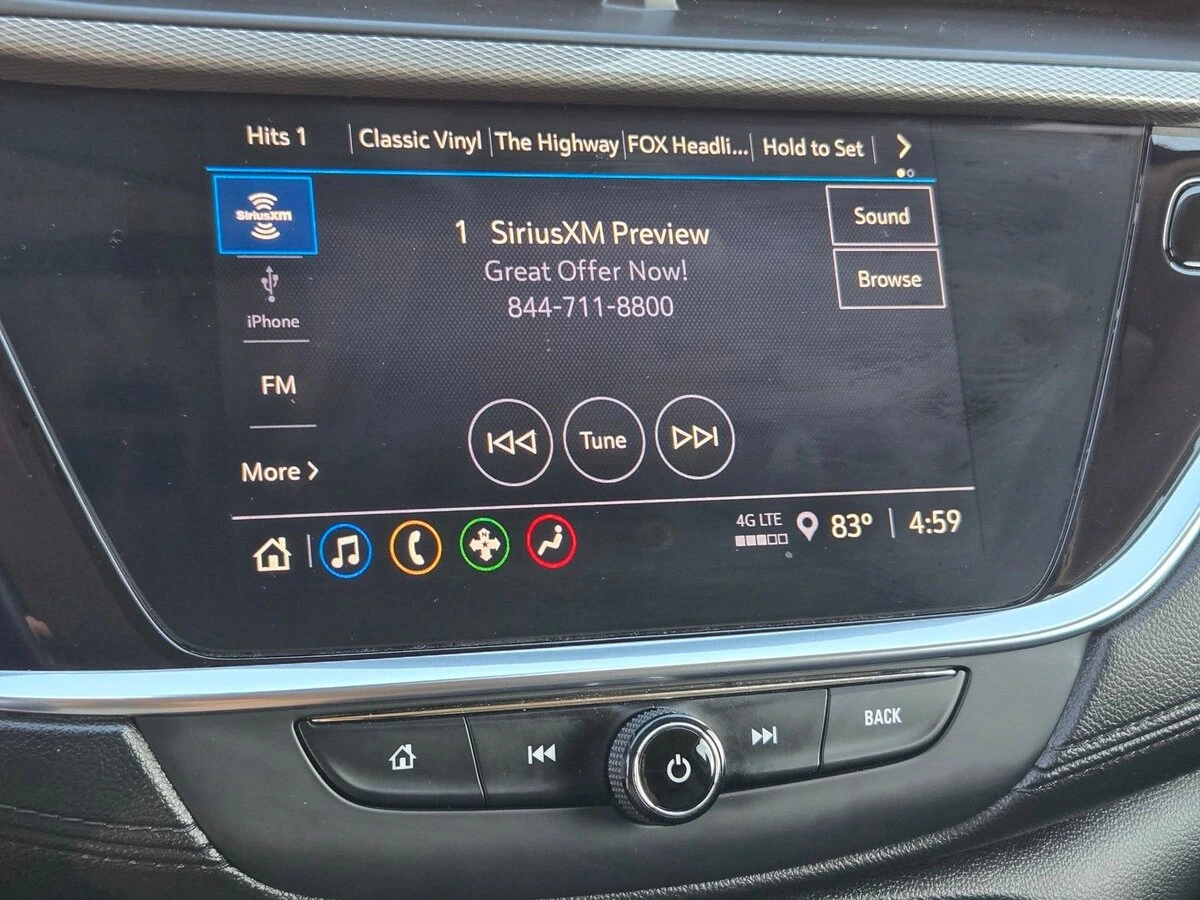 Hits 1 Classic Vinyl The Highway FOX Headli... Hold to Set
SiriusXM
1 SiriusXM Preview
Great Offer Now!
844-711-8800
Sound
Browse
iPhone
FM
More
Tune
4G LTE 83° 4:59
N
BACK